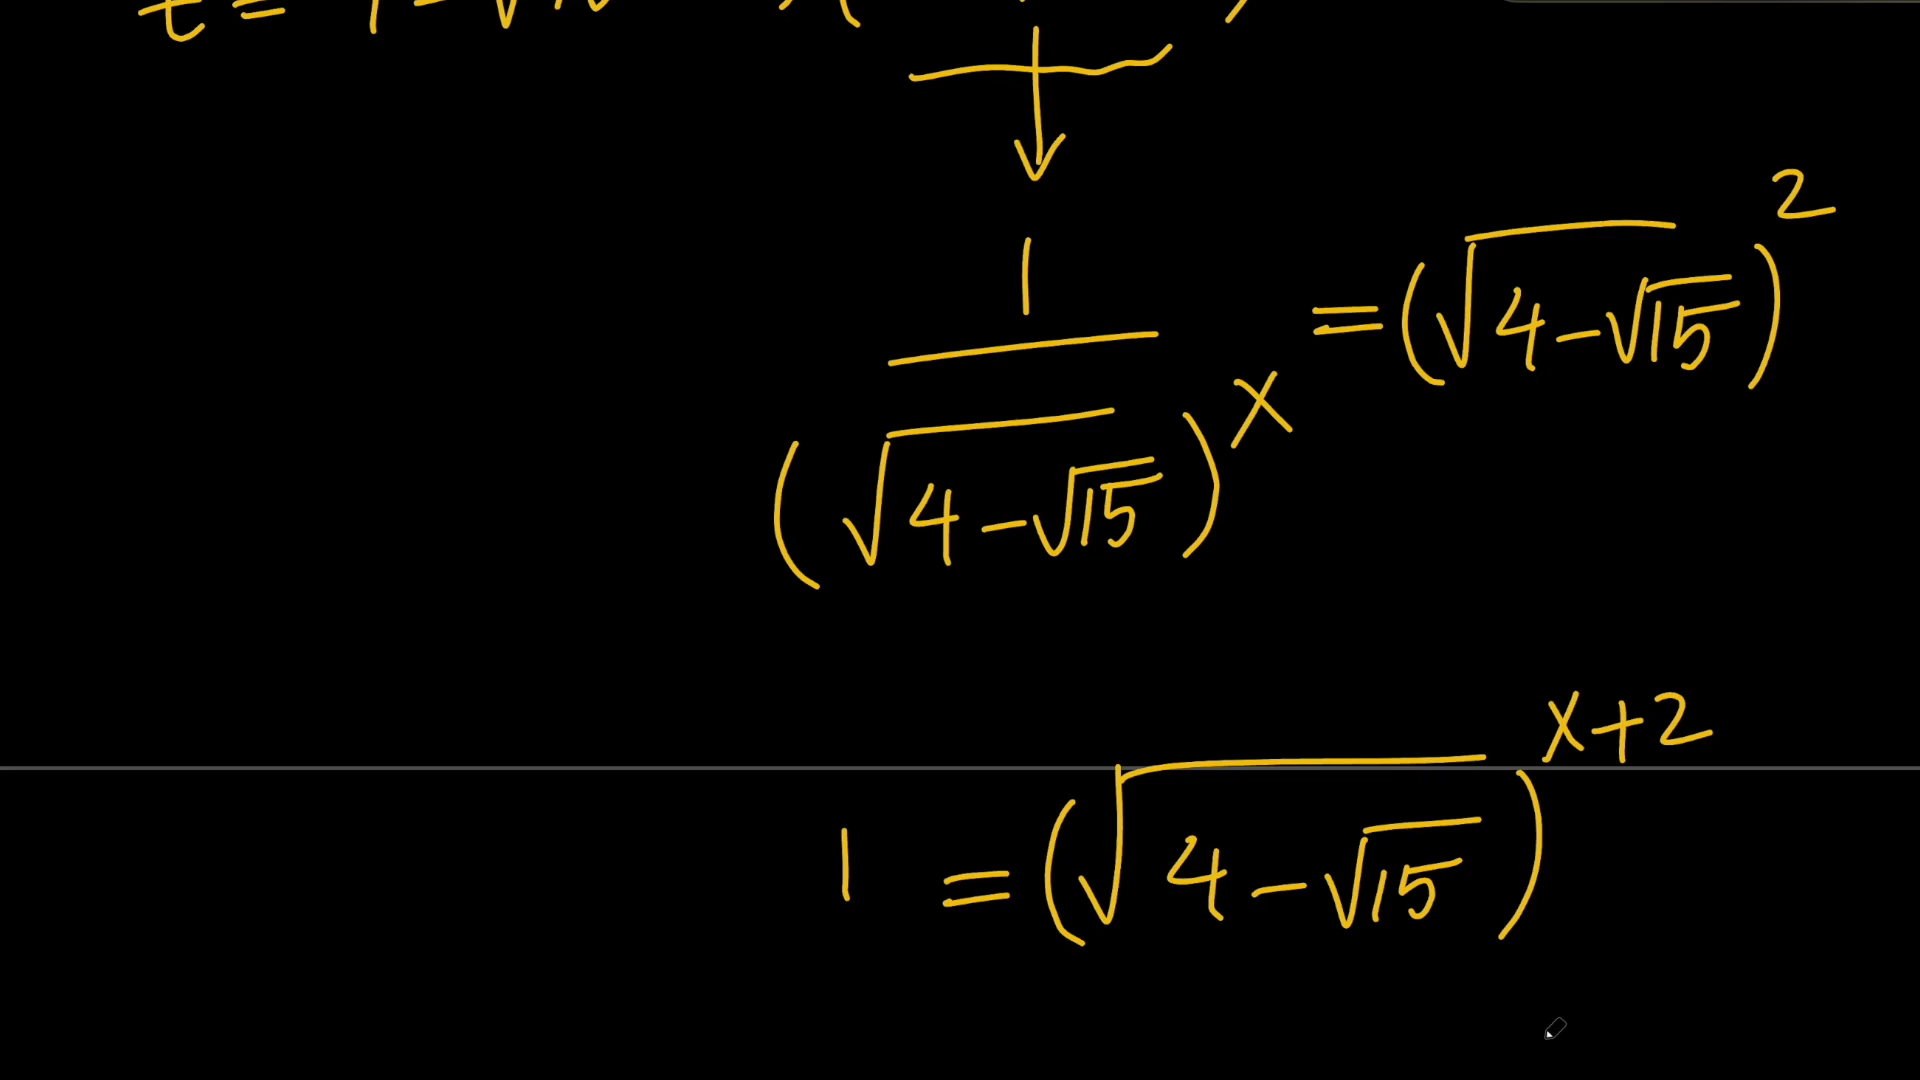 t =
1
(√(4-√15))^x = (√(4-√15))^2
1 = (√(4-√15))^(x+2)